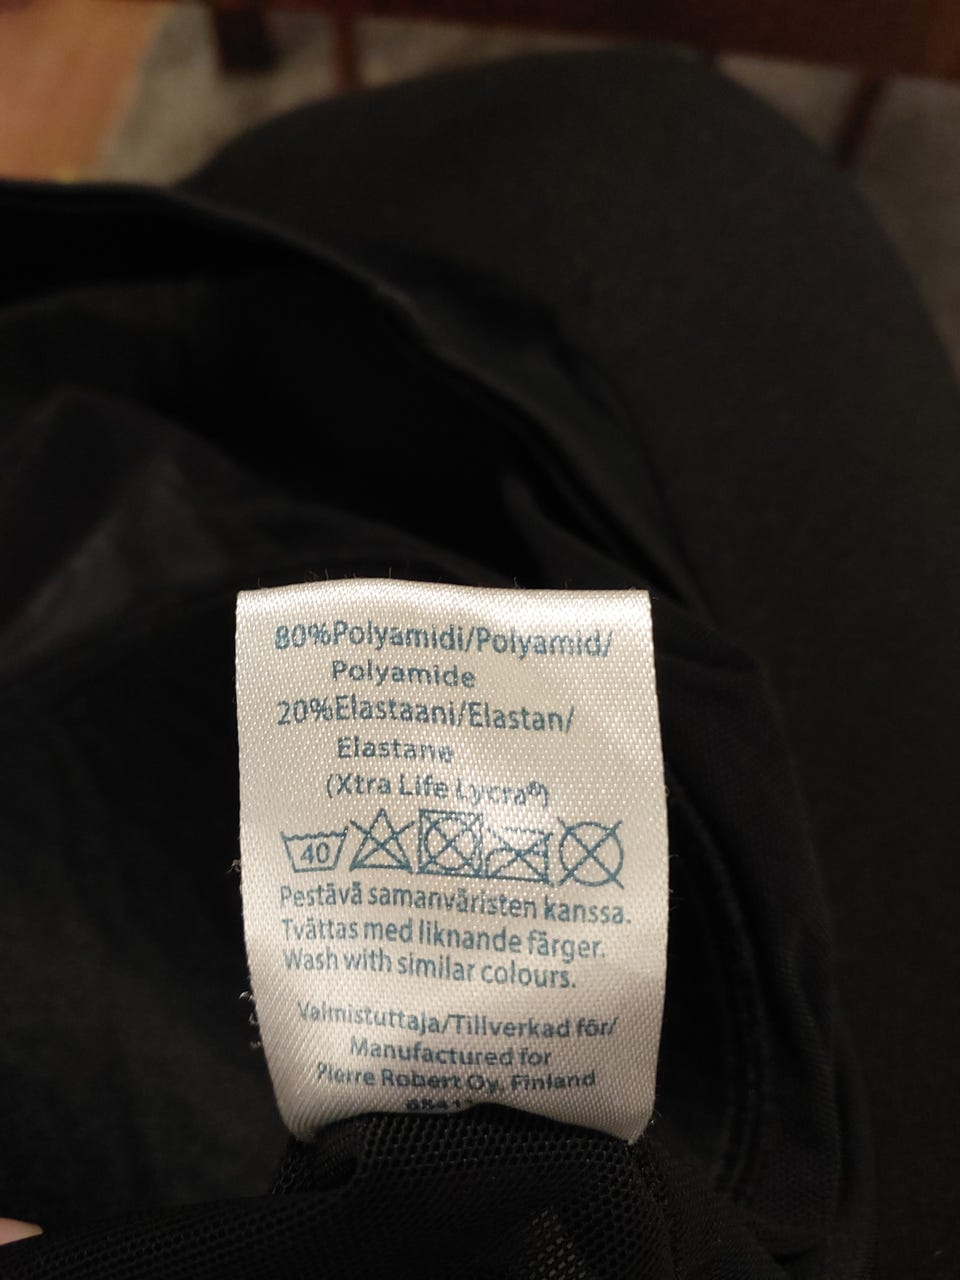 80%Polyamidi/Polyamid/
Polyamide
20%Elastaani/Elastan/
Elastane
(Xtra Life Lycra®)
40
Pestävä samanväristen kanssa.
Tvättas med liknande färger.
Wash with similar colours.
Valmistuttaja/Tillverkad för/
Manufactured for
Pierre Robert Oy, Finland